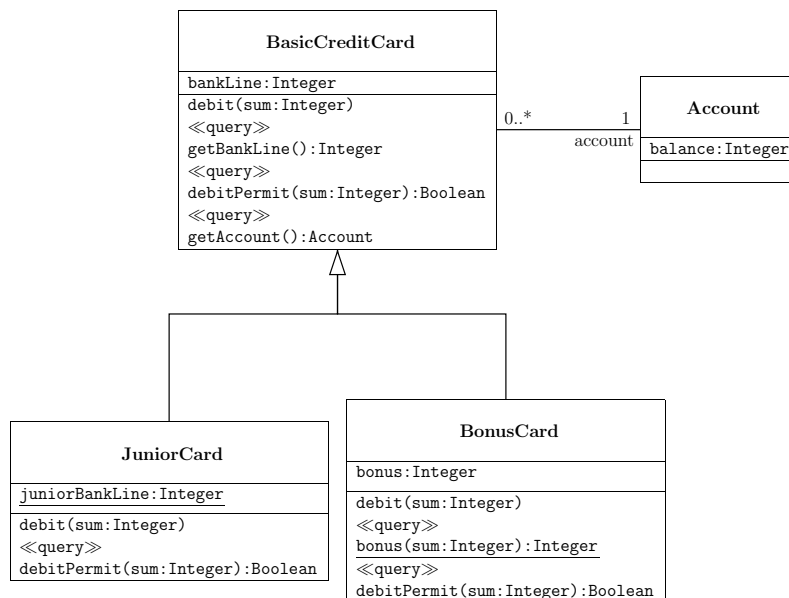 BasicCreditCard
bankLine:Integer
debit(sum:Integer)
≪query≫
getBankLine():Integer
≪query≫
debitPermit(sum:Integer):Boolean
≪query≫
getAccount():Account
0..*
1
account
Account
balance:Integer
JuniorCard
juniorBankLine:Integer
debit(sum:Integer)
≪query≫
debitPermit(sum:Integer):Boolean
BonusCard
bonus:Integer
debit(sum:Integer)
≪query≫
bonus(sum:Integer):Integer
≪query≫
debitPermit(sum:Integer):Boolean